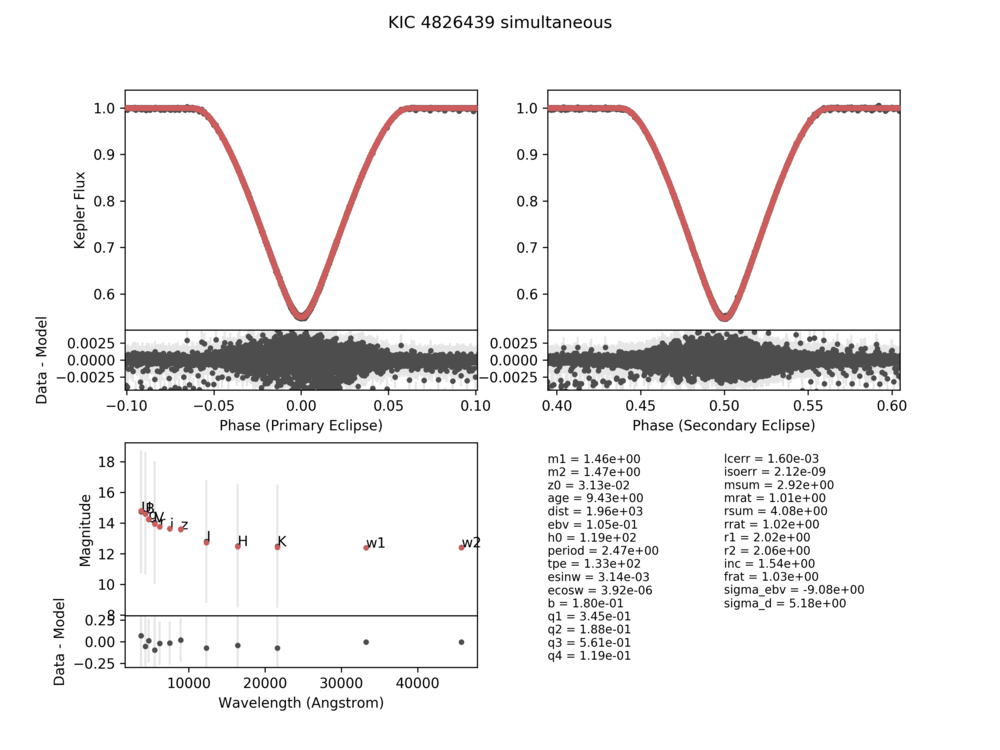 KIC 4826439 simultaneous
1.0
0.9
0.8
0.7
0.6
Kepler Flux
1.0
0.9
0.8
0.7
0.6
0.0025
0.0000
−0.0025
Data - Model
0.0025
0.0000
−0.0025
−0.10 −0.05 0.00 0.05 0.10
Phase (Primary Eclipse)
0.40 0.45 0.50 0.55 0.60
Phase (Secondary Eclipse)
18
16
14
12
10
8
Magnitude
U B g V r i z J H K w1 w2
0.25
0.00
−0.25
Data - Model
10000 20000 30000 40000
Wavelength (Angstrom)
m1 = 1.46e+00
m2 = 1.47e+00
z0 = 3.13e-02
age = 9.43e+00
dist = 1.96e+03
ebv = 1.05e-01
h0 = 1.19e+02
period = 2.47e+00
tpe = 1.33e+02
esinw = 3.14e-03
ecosw = 3.92e-06
b = 1.80e-01
q1 = 3.45e-01
q2 = 1.88e-01
q3 = 5.61e-01
q4 = 1.19e-01
lcerr = 1.60e-03
isoerr = 2.12e-09
msum = 2.92e+00
mrat = 1.01e+00
rsum = 4.08e+00
rrat = 1.02e+00
r1 = 2.02e+00
r2 = 2.06e+00
inc = 1.54e+00
frat = 1.03e+00
sigma_ebv = -9.08e+00
sigma_d = 5.18e+00